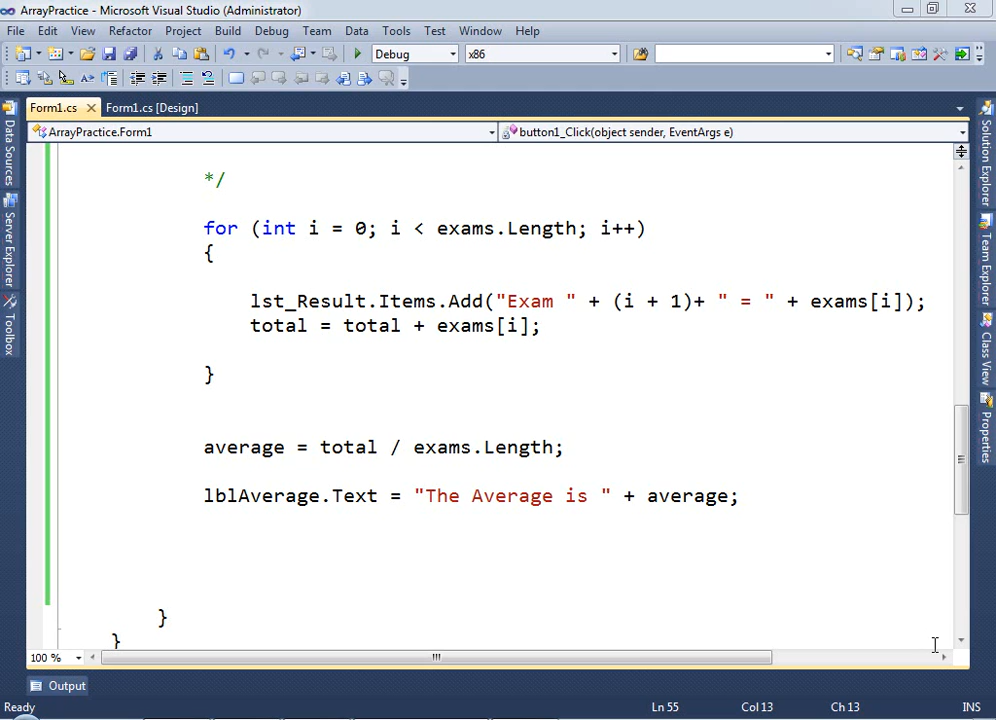 ArrayPractice - Microsoft Visual Studio (Administrator)
File Edit View Refactor Project Build Debug Team Data Tools Test Window Help
Debug x86
Form1.cs Form1.cs [Design]
ArrayPractice.Form1 button1_Click(object sender, EventArgs e)
Data Sources
Server Explorer
Toolbox
*/
for (int i = 0; i < exams.Length; i++)
{
lst_Result.Items.Add("Exam " + (i + 1)+ " = " + exams[i]);
total = total + exams[i];
}
average = total / exams.Length;
lblAverage.Text = "The Average is " + average;
}
}
Solution Explorer
Team Explorer
Class View
Properties
100 %
Output
Ready Ln 55 Col 13 Ch 13 INS